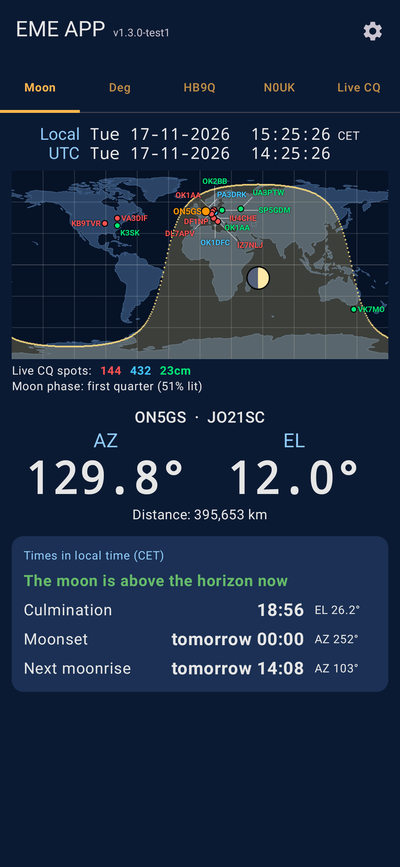 EME APP v1.3.0-test1
Moon Deg HB9Q N0UK Live CQ
Local Tue 17-11-2026 15:25:26 CET
UTC Tue 17-11-2026 14:25:26
OK2BB
OK1AA PA3DRK UA3PTW
ON5GS SP5GDM
KB9TVR VA3DIF DF1NPI IU4CHE
K3SK DF7APV OK1AA
OK1DFC IZ7NLJ
VK7MO
Live CQ spots: 144 432 23cm
Moon phase: first quarter (51% lit)
ON5GS · JO21SC
AZ EL
129.8° 12.0°
Distance: 395,653 km
Times in local time (CET)
The moon is above the horizon now
Culmination 18:56 EL 26.2°
Moonset tomorrow 00:00 AZ 252°
Next moonrise tomorrow 14:08 AZ 103°